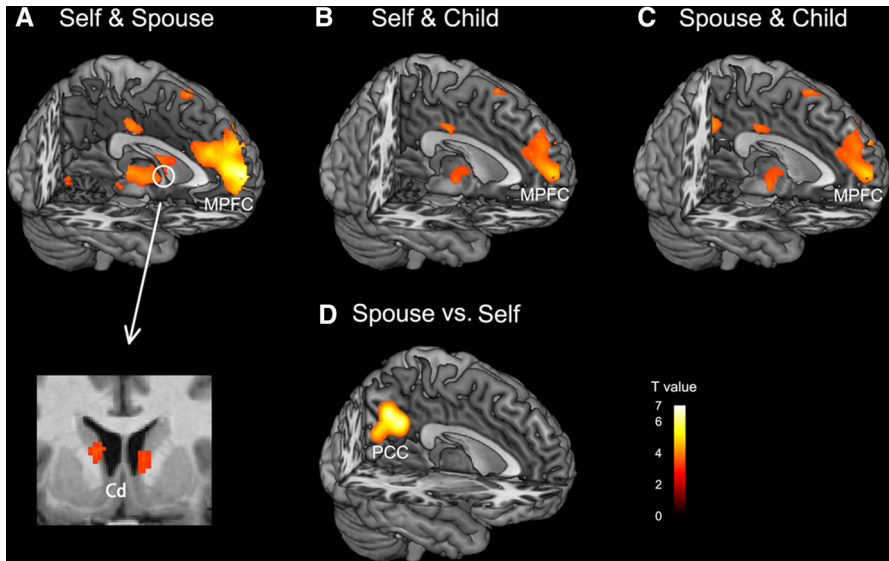 A Self & Spouse
B Self & Child
C Spouse & Child
MPFC
MPFC
MPFC
D Spouse vs. Self
PCC
Cd
T value
7
6
4
2
0